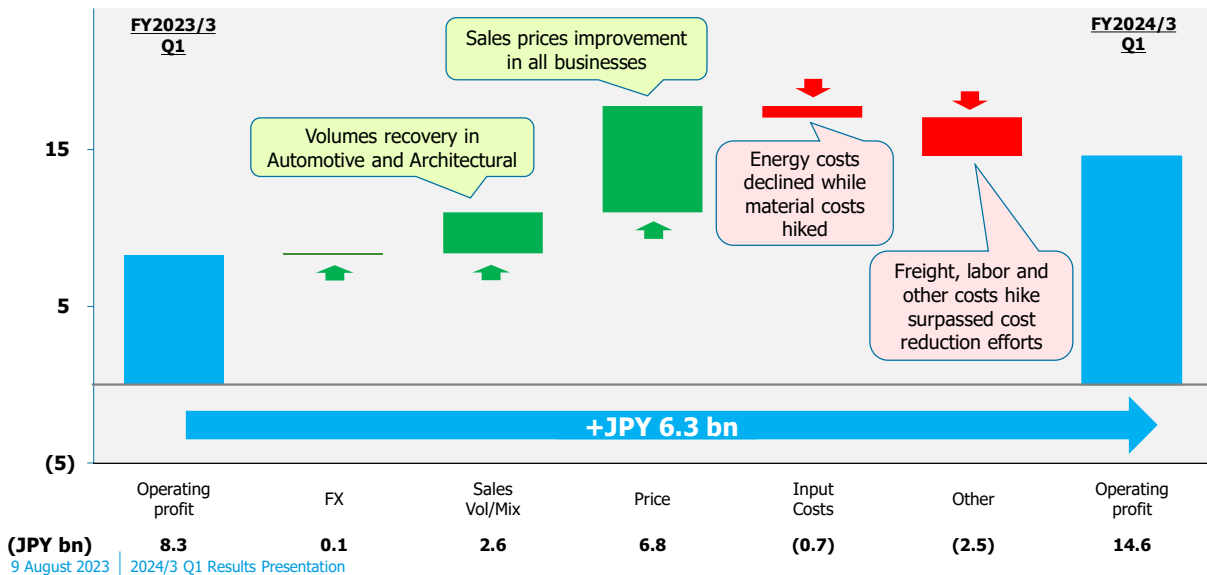 FY2023/3
Q1
FY2024/3
Q1
Sales prices improvement
in all businesses
Volumes recovery in
Automotive and Architectural
Energy costs
declined while
material costs
hiked
Freight, labor and
other costs hike
surpassed cost
reduction efforts
15
5
(5)
+JPY 6.3 bn
Operating
profit
FX
Sales
Vol/Mix
Price
Input
Costs
Other
Operating
profit
(JPY bn) 8.3 0.1 2.6 6.8 (0.7) (2.5) 14.6
9 August 2023 2024/3 Q1 Results Presentation